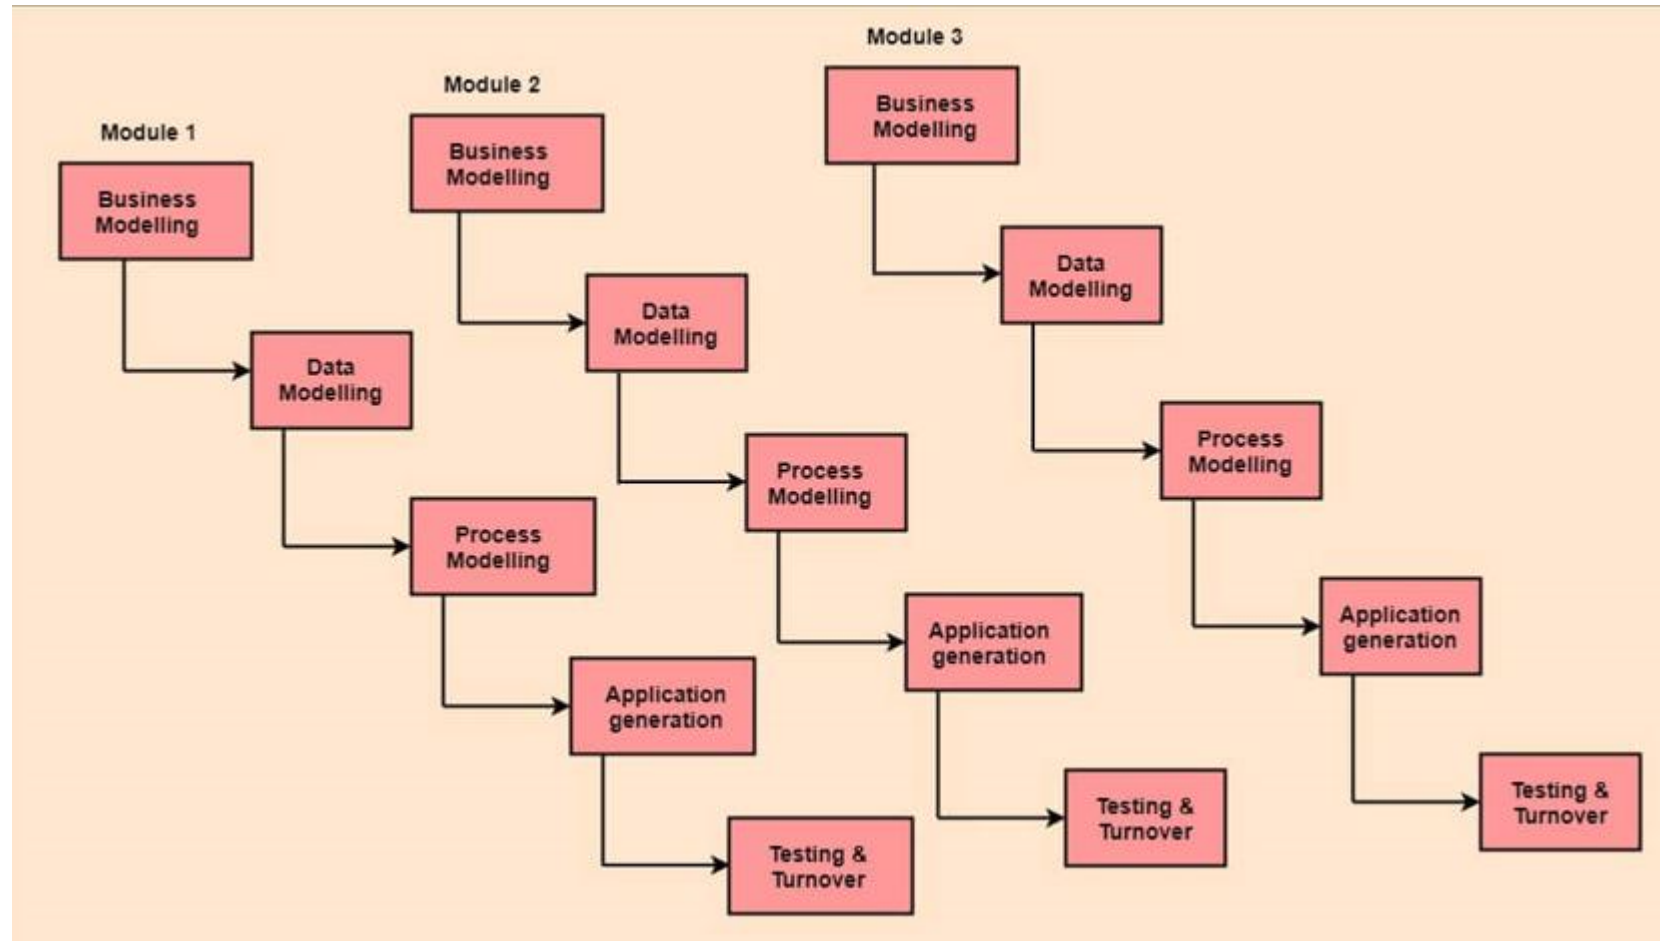 Module 1
Business
Modelling
Data
Modelling
Process
Modelling
Application
generation
Testing &
Turnover
Module 2
Business
Modelling
Data
Modelling
Process
Modelling
Application
generation
Testing &
Turnover
Module 3
Business
Modelling
Data
Modelling
Process
Modelling
Application
generation
Testing &
Turnover